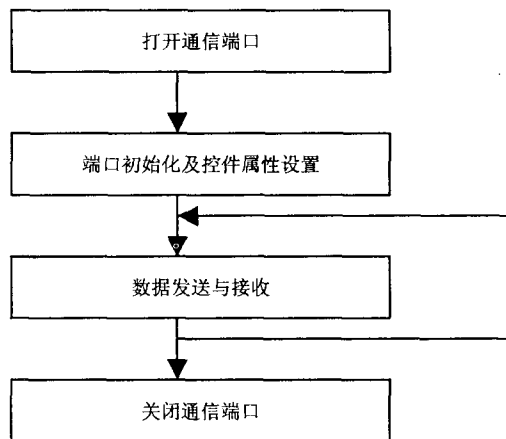 打开通信端口
端口初始化及控件属性设置
数据发送与接收
关闭通信端口